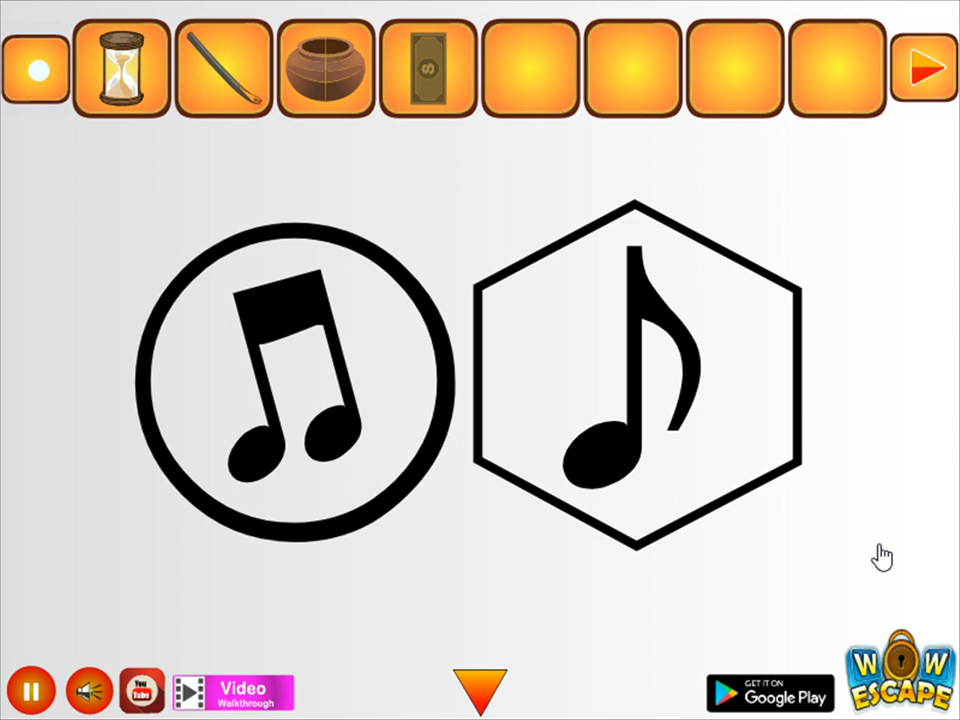 $
You
Tube
Video
Walkthrough
GET IT ON
Google Play
WOW
ESCAPE